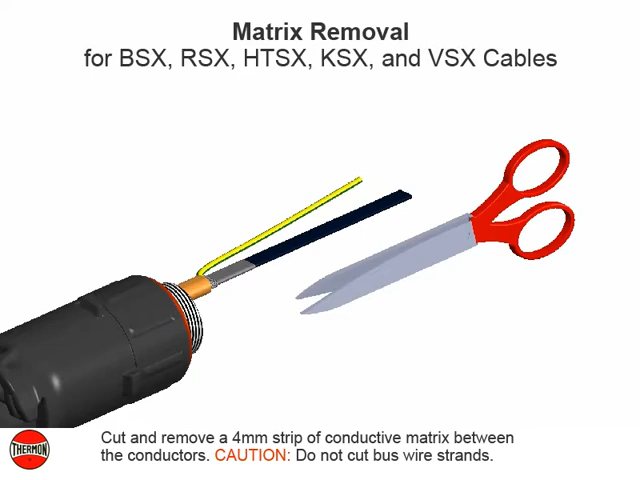 Matrix Removal
for BSX, RSX, HTSX, KSX, and VSX Cables
Cut and remove a 4mm strip of conductive matrix between
the conductors. CAUTION: Do not cut bus wire strands.
THERMON